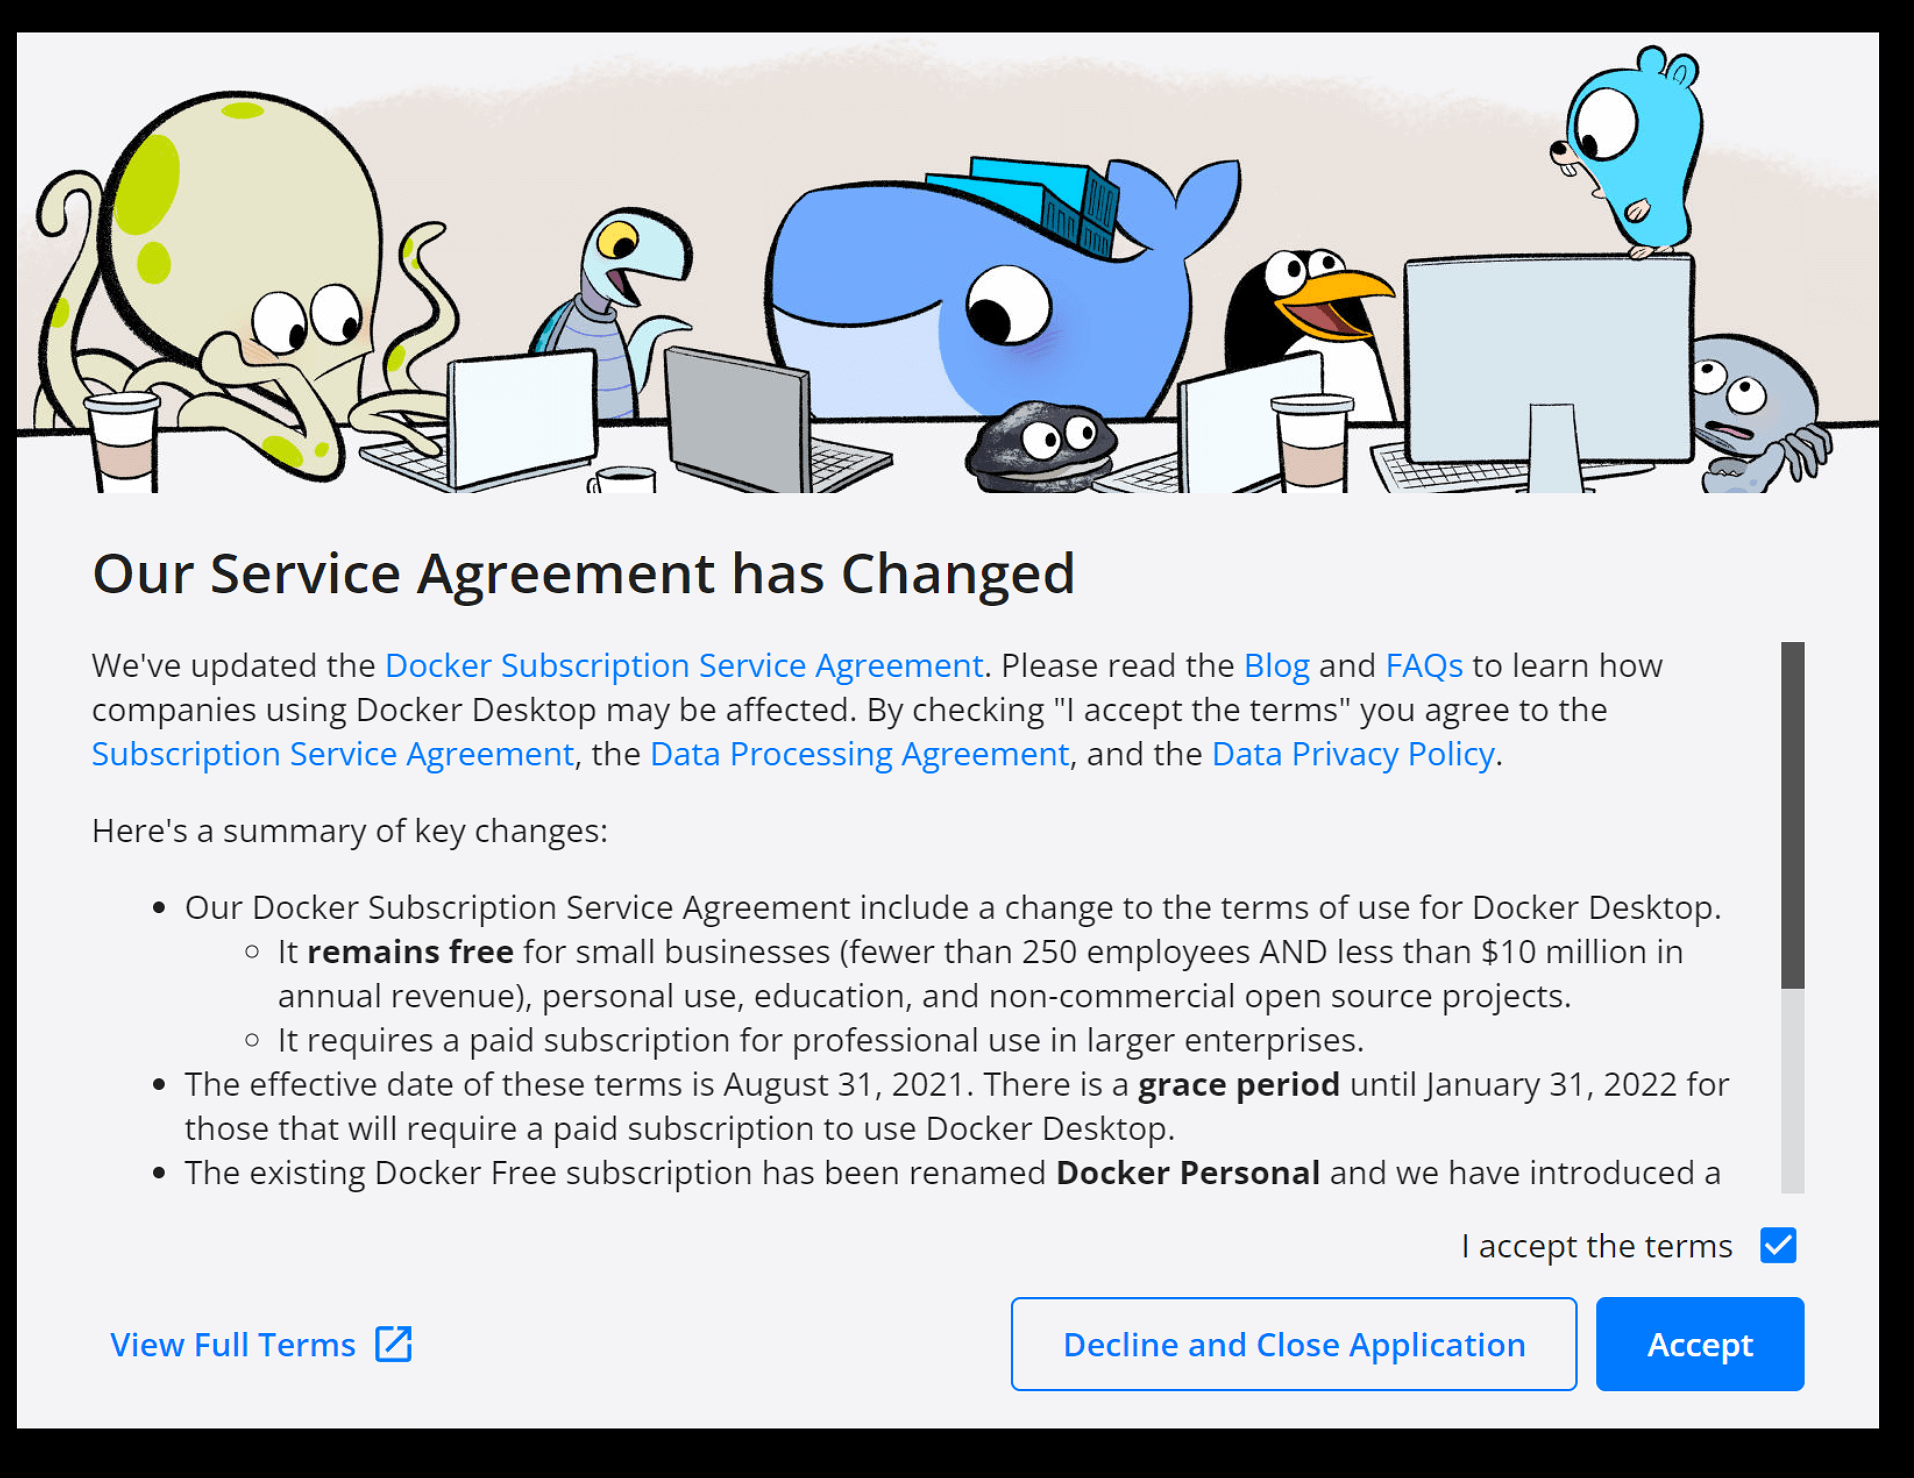 Our Service Agreement has Changed
We've updated the Docker Subscription Service Agreement. Please read the Blog and FAQs to learn how
companies using Docker Desktop may be affected. By checking "I accept the terms" you agree to the
Subscription Service Agreement, the Data Processing Agreement, and the Data Privacy Policy.
Here's a summary of key changes:
• Our Docker Subscription Service Agreement include a change to the terms of use for Docker Desktop.
◦ It remains free for small businesses (fewer than 250 employees AND less than $10 million in
annual revenue), personal use, education, and non-commercial open source projects.
◦ It requires a paid subscription for professional use in larger enterprises.
• The effective date of these terms is August 31, 2021. There is a grace period until January 31, 2022 for
those that will require a paid subscription to use Docker Desktop.
• The existing Docker Free subscription has been renamed Docker Personal and we have introduced a
I accept the terms
View Full Terms
Decline and Close Application
Accept